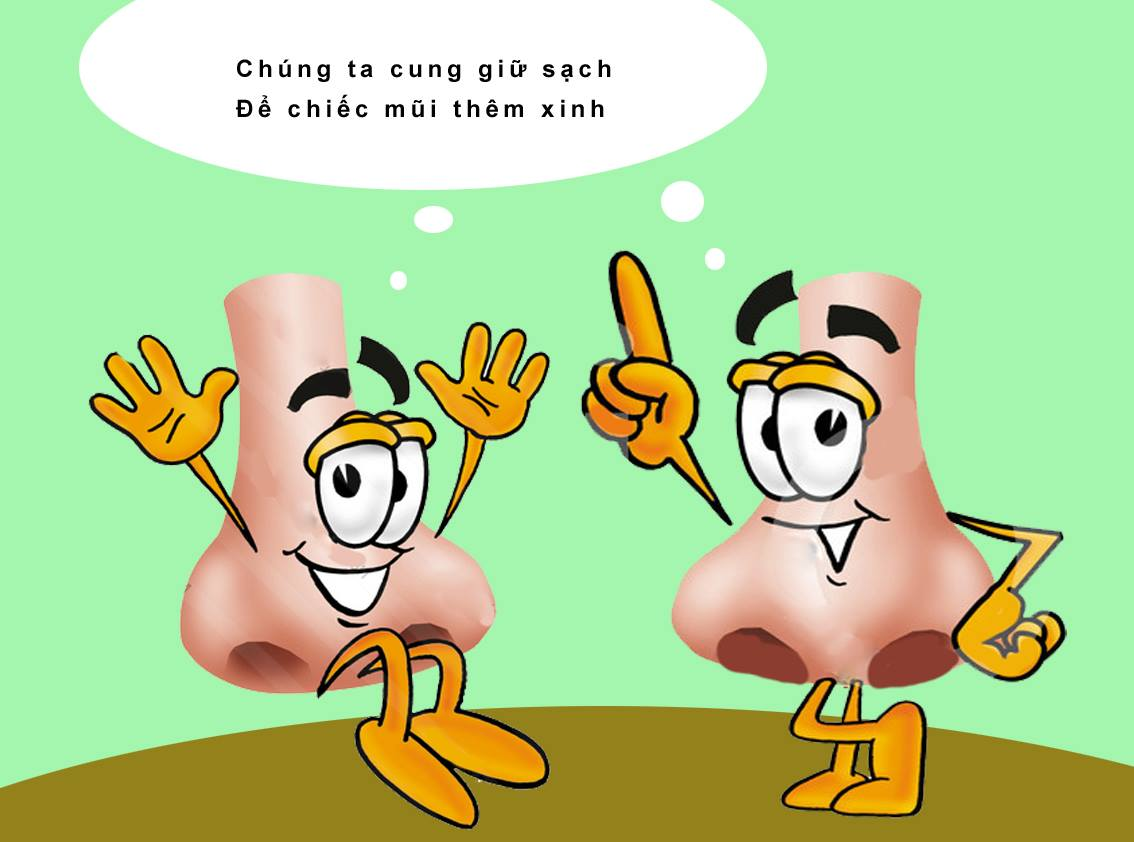 Chúng ta cung giữ sạch
Để chiếc mũi thêm xinh